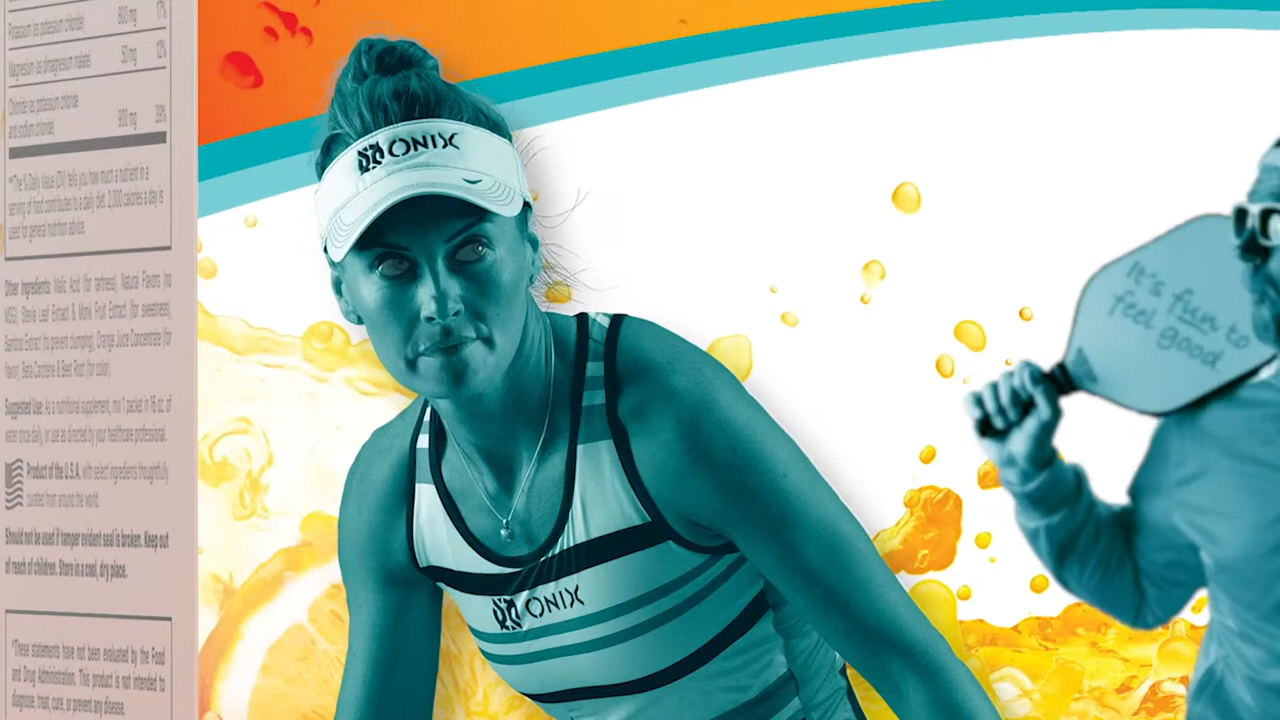 Potassium (as potassium chloride) 800 mg 17%
Magnesium (as dimagnesium malate) 50 mg 12%
Chloride (as potassium chloride
and sodium chloride) 900 mg 39%
**The % Daily Value (DV) tells you how much a nutrient in a
serving of food contributes to a daily diet. 2,000 calories a day is
used for general nutrition advice.
Other Ingredients: Malic Acid (for tartness), Natural Flavors (no
MSG), Stevia Leaf Extract & Monk Fruit Extract (for sweetness),
Bamboo Extract (to prevent clumping), Orange Juice Concentrate (for
flavor), Beta Carotene & Beet Root (for color).
Suggested Use: As a nutritional supplement, mix 1 packet in 16 oz. of
water once daily, or use as directed by your healthcare professional.
Product of the U.S.A. with select ingredients thoughtfully
curated from around the world.
Should not be used if tamper evident seal is broken. Keep out
of reach of children. Store in a cool, dry place.
*These statements have not been evaluated by the Food
and Drug Administration. This product is not intended to
diagnose, treat, cure, or prevent any disease.
ONIX
ONIX
It's fun to
feel good.